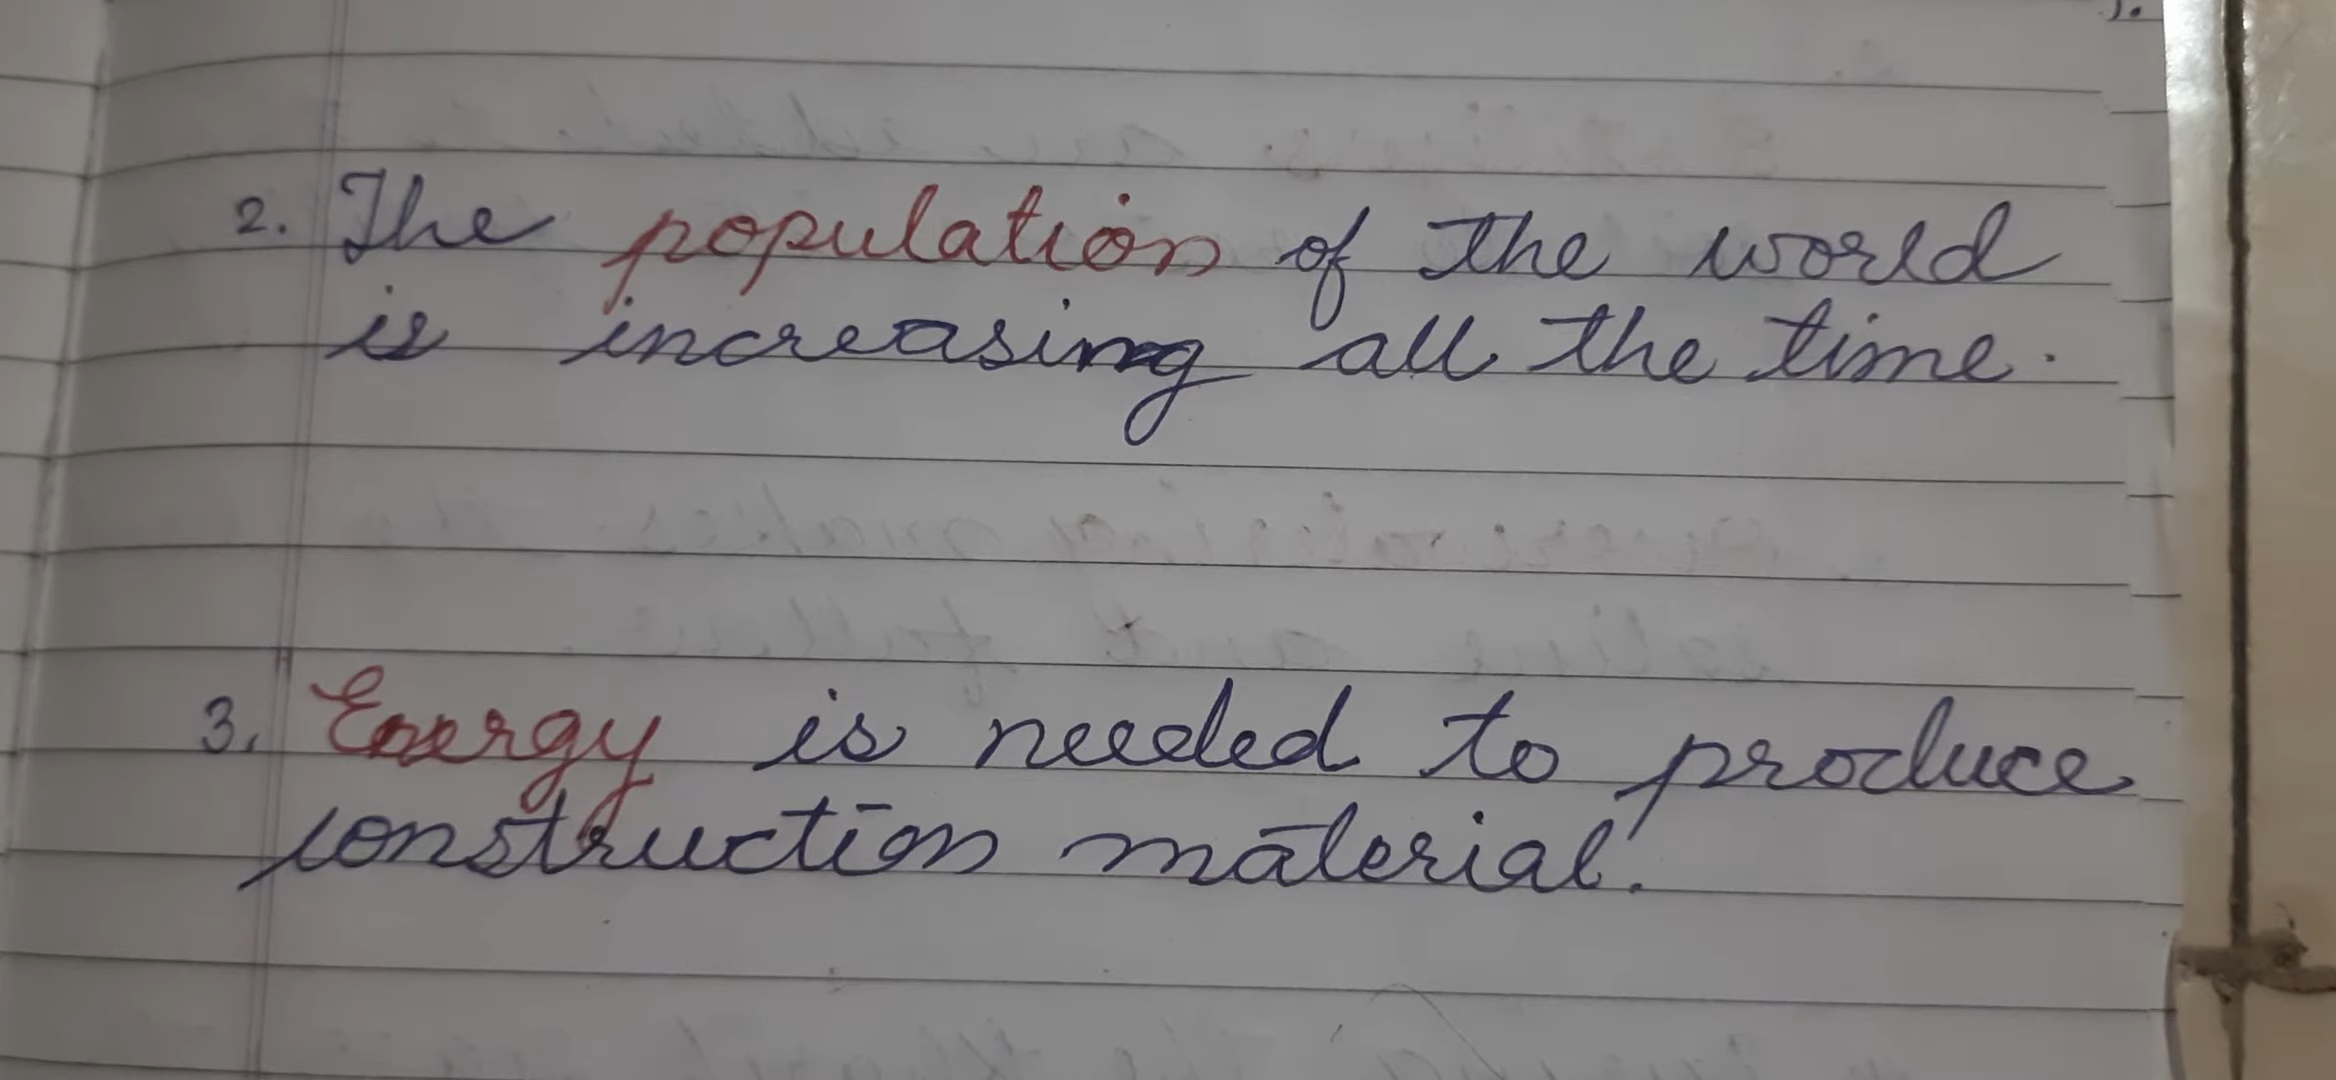 2. The population of the world
is increasing all the time.
3. Energy is needed to produce
construction material.